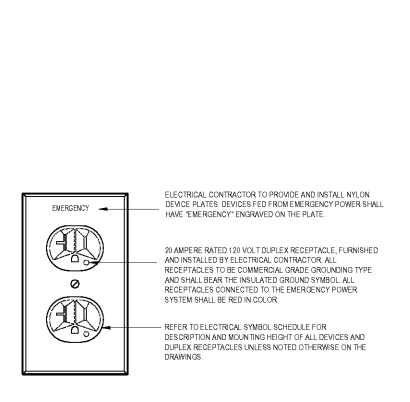 ELECTRICAL CONTRACTOR TO PROVIDE AND INSTALL NYLON
DEVICE PLATES. DEVICES FED FROM EMERGENCY POWER SHALL
HAVE "EMERGENCY" ENGRAVED ON THE PLATE.
EMERGENCY
20 AMPERE RATED 120 VOLT DUPLEX RECEPTACLE, FURNISHED
AND INSTALLED BY ELECTRICAL CONTRACTOR. ALL
RECEPTACLES TO BE COMMERCIAL GRADE GROUNDING TYPE
AND SHALL BEAR THE INSULATED GROUND SYMBOL. ALL
RECEPTACLES CONNECTED TO THE EMERGENCY POWER
SYSTEM SHALL BE RED IN COLOR.
REFER TO ELECTRICAL SYMBOL SCHEDULE FOR
DESCRIPTION AND MOUNTING HEIGHT OF ALL DEVICES AND
DUPLEX RECEPTACLES UNLESS NOTED OTHERWISE ON THE
DRAWINGS.